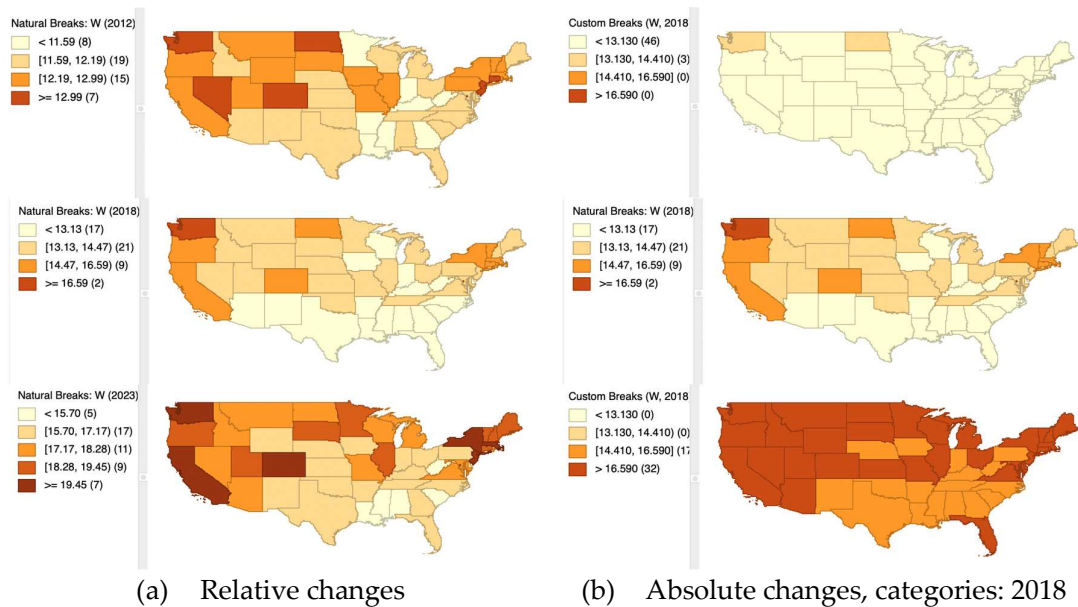 Natural Breaks: W (2012)
< 11.59 (8)
[11.59, 12.19) (19)
[12.19, 12.99) (15)
>= 12.99 (7)
Natural Breaks: W (2018)
< 13.13 (17)
[13.13, 14.47) (21)
[14.47, 16.59) (9)
>= 16.59 (2)
Natural Breaks: W (2023)
< 15.70 (5)
[15.70, 17.17) (17)
[17.17, 18.28) (11)
[18.28, 19.45) (9)
>= 19.45 (7)
(a) Relative changes
Custom Breaks (W, 2018
< 13.130 (46)
[13.130, 14.410) (3)
[14.410, 16.590] (0)
> 16.590 (0)
Natural Breaks: W (2018)
< 13.13 (17)
[13.13, 14.47) (21)
[14.47, 16.59) (9)
>= 16.59 (2)
Custom Breaks (W, 2018
< 13.130 (0)
[13.130, 14.410) (0)
[14.410, 16.590] (17
> 16.590 (32)
(b) Absolute changes, categories: 2018